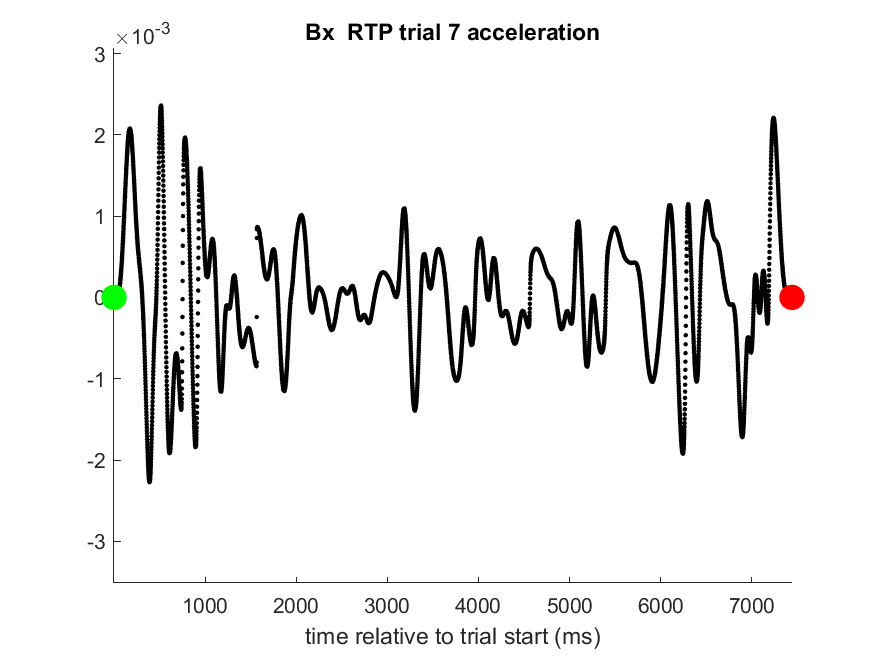 Bx  RTP trial 7 acceleration
×10⁻³
3
2
1
0
-1
-2
-3
1000 2000 3000 4000 5000 6000 7000
time relative to trial start (ms)